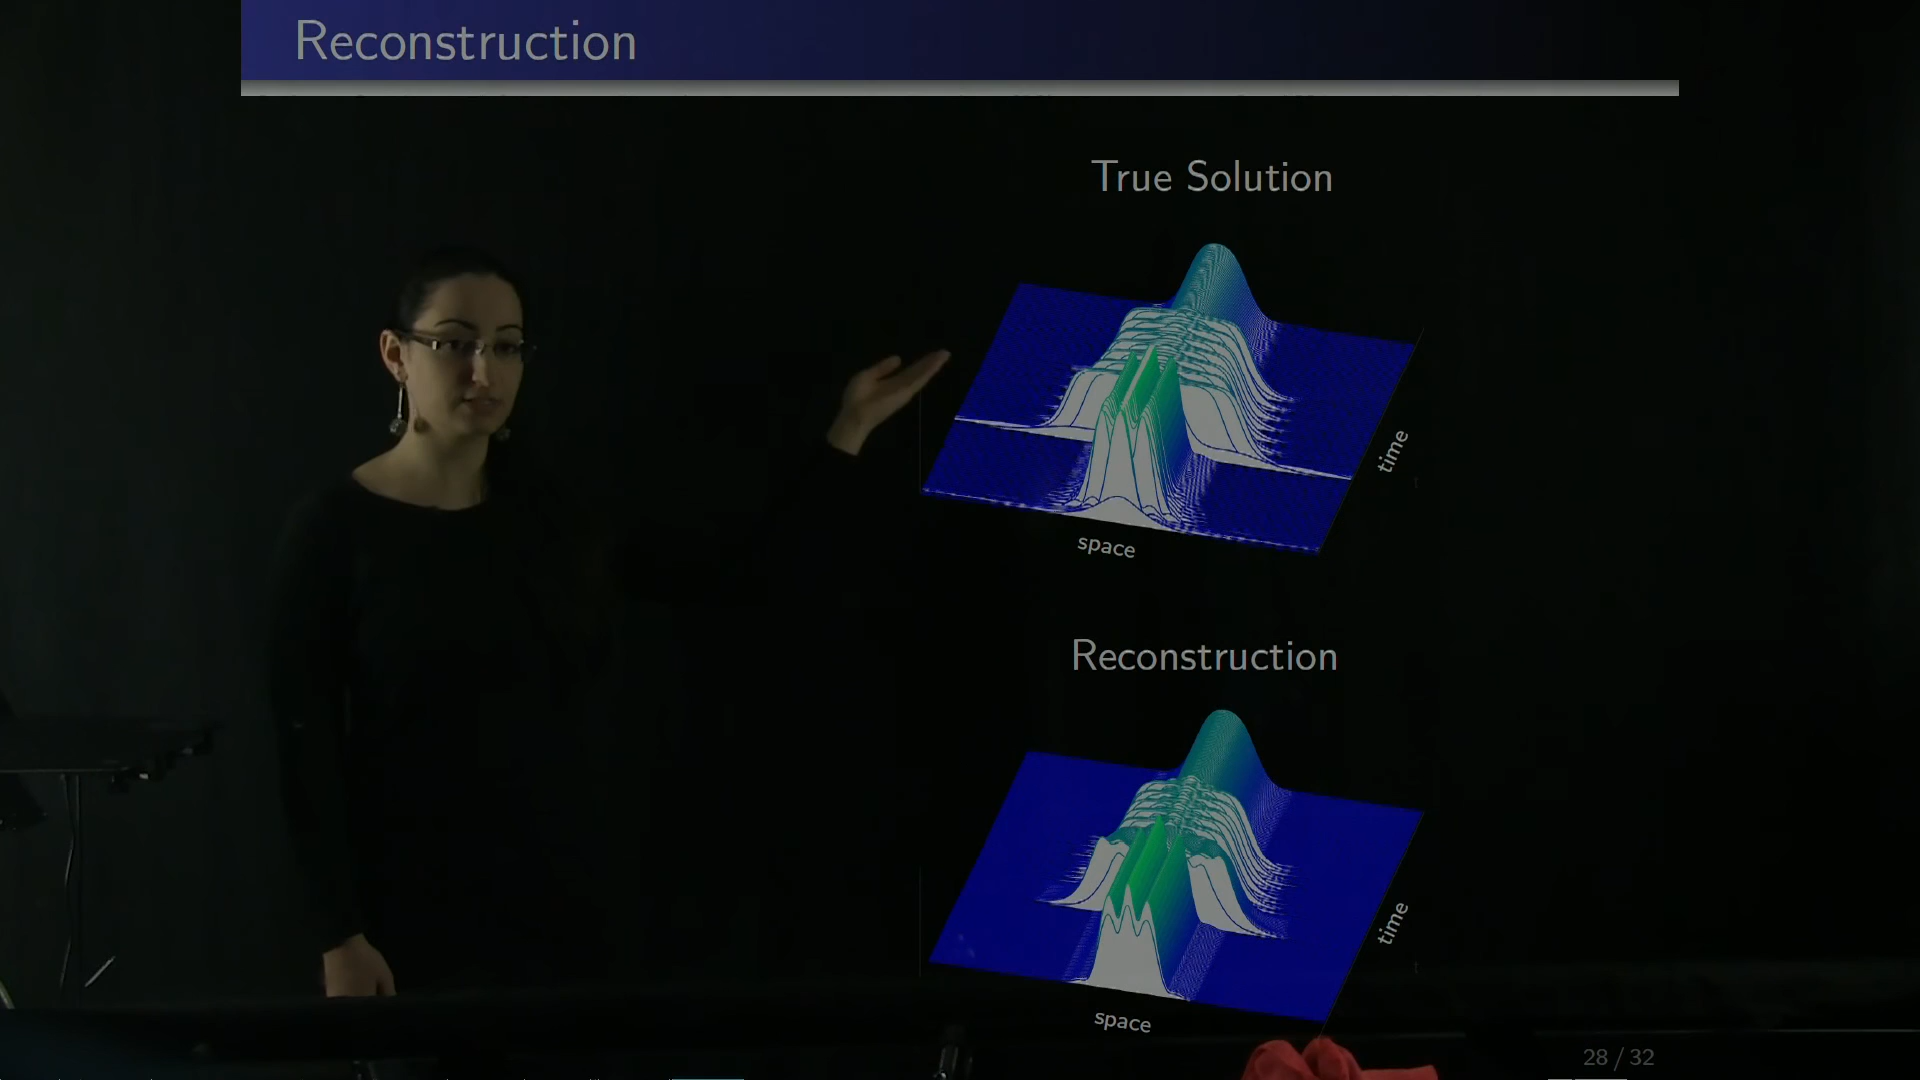 Reconstruction
True Solution
time
space
Reconstruction
time
space
28 / 32